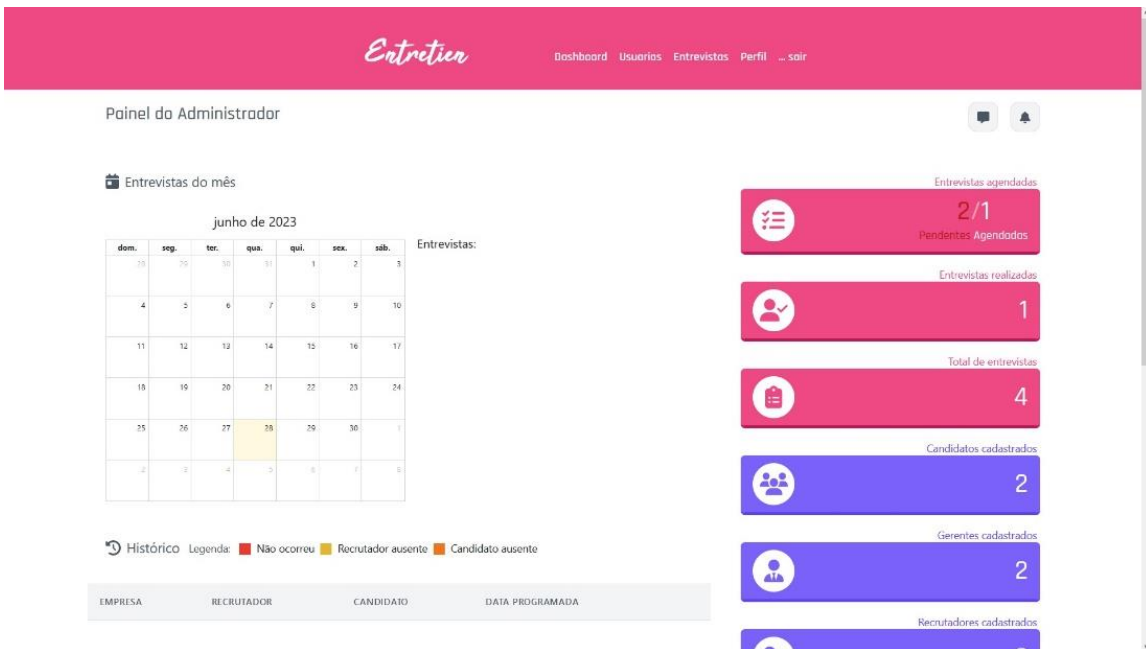 Entretien
Dashboard Usuarios Entrevistas Perfil ... sair
Painel do Administrador
Entrevistas do mês
junho de 2023
dom. seg. ter. qua. qui. sex. sáb.
28 29 30 31 1 2 3
4 5 6 7 8 9 10
11 12 13 14 15 16 17
18 19 20 21 22 23 24
25 26 27 28 29 30 1
2 3 4 5 6 7 8
Entrevistas:
Histórico Legenda: Não ocorreu Recrutador ausente Candidato ausente
EMPRESA RECRUTADOR CANDIDATO DATA PROGRAMADA
Entrevistas agendadas
2/1
Pendentes Agendadas
Entrevistas realizadas
1
Total de entrevistas
4
Candidatos cadastrados
2
Gerentes cadastrados
2
Recrutadores cadastrados